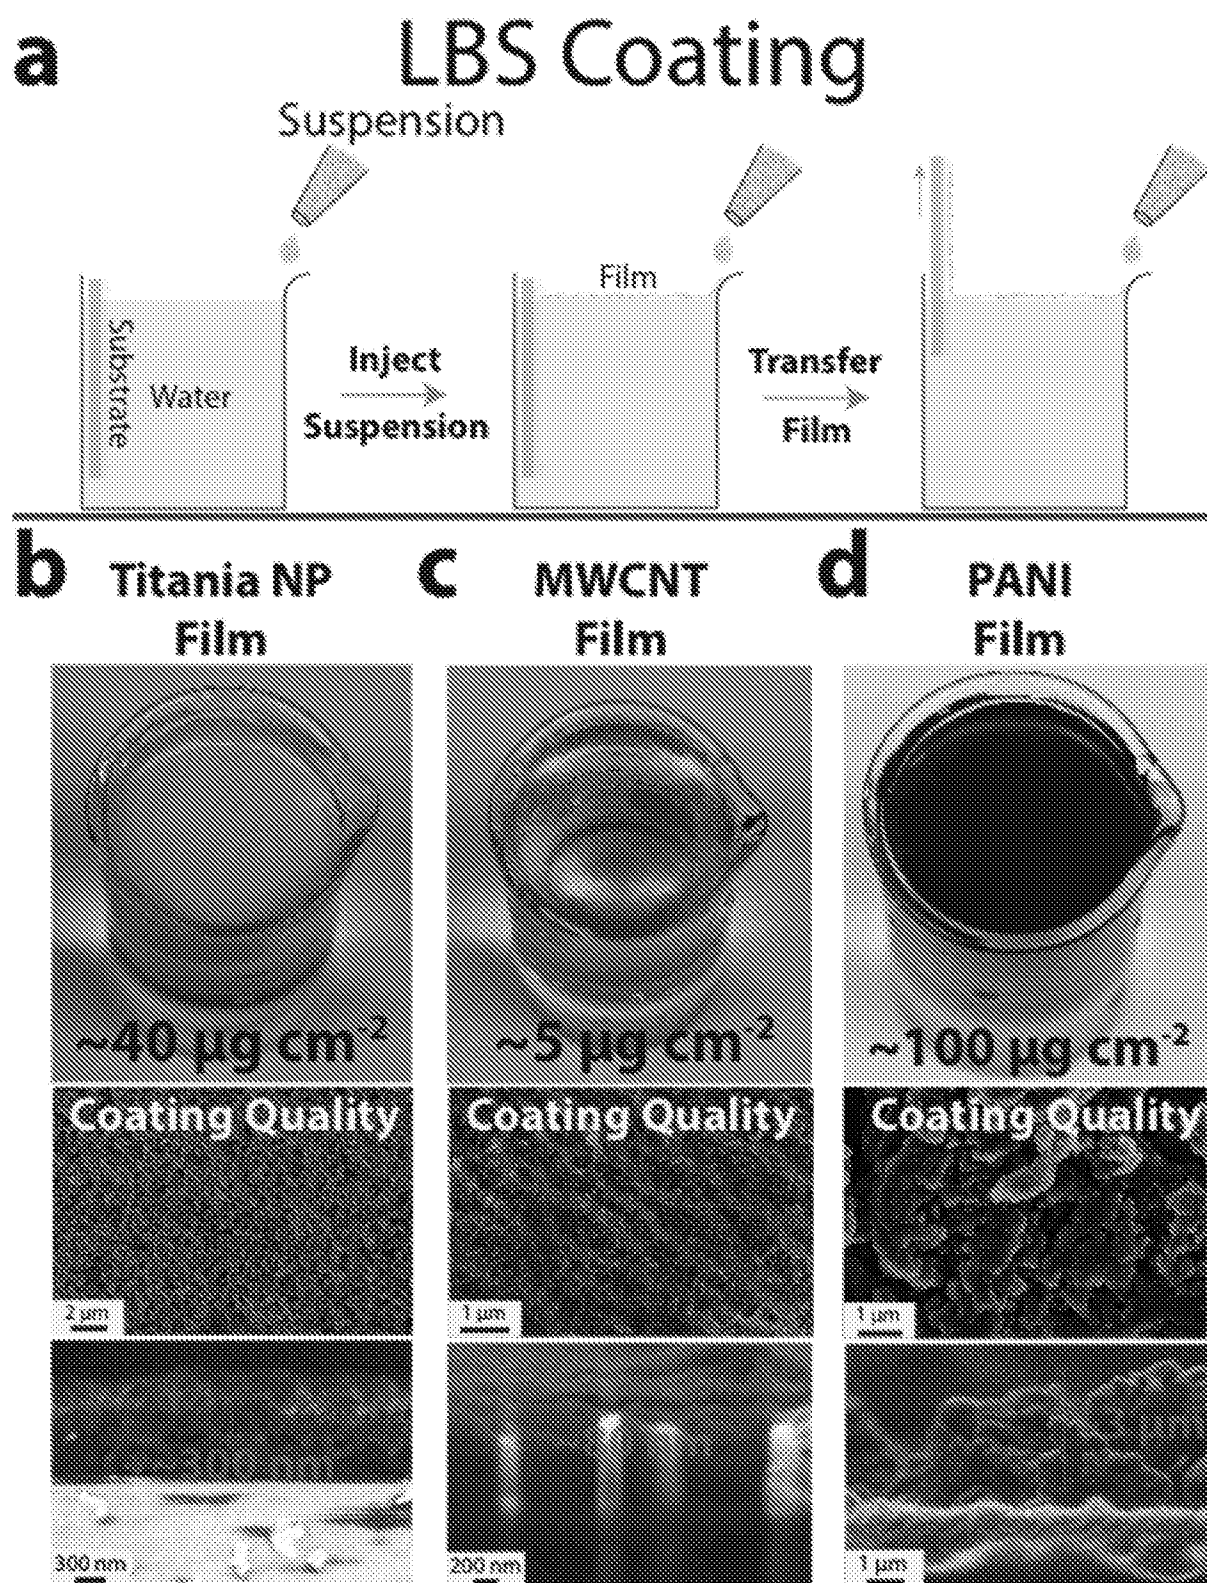 a
LBS Coating
Suspension
Film
Substrate
Water
Inject
Suspension
Transfer
Film
b
Titania NP
Film
c
MWCNT
Film
d
PANI
Film
~40 µg cm-2
~5 µg cm-2
~100 µg cm-2
Coating Quality
Coating Quality
Coating Quality
2 µm
1 µm
1 µm
300 nm
200 nm
1 µm